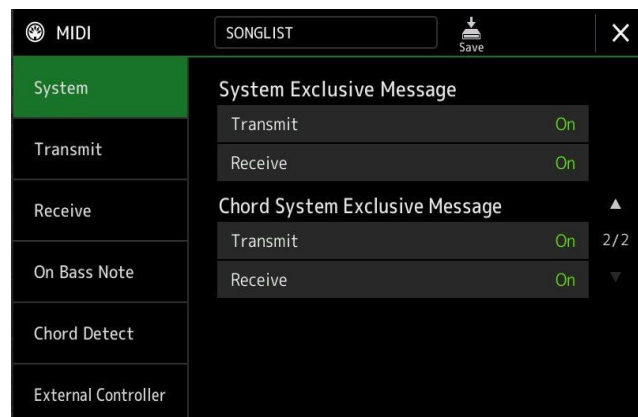 MIDI
SONGLIST
Save
System
Transmit
Receive
On Bass Note
Chord Detect
External Controller
System Exclusive Message
Transmit On
Receive On
Chord System Exclusive Message
Transmit On
Receive On
2/2